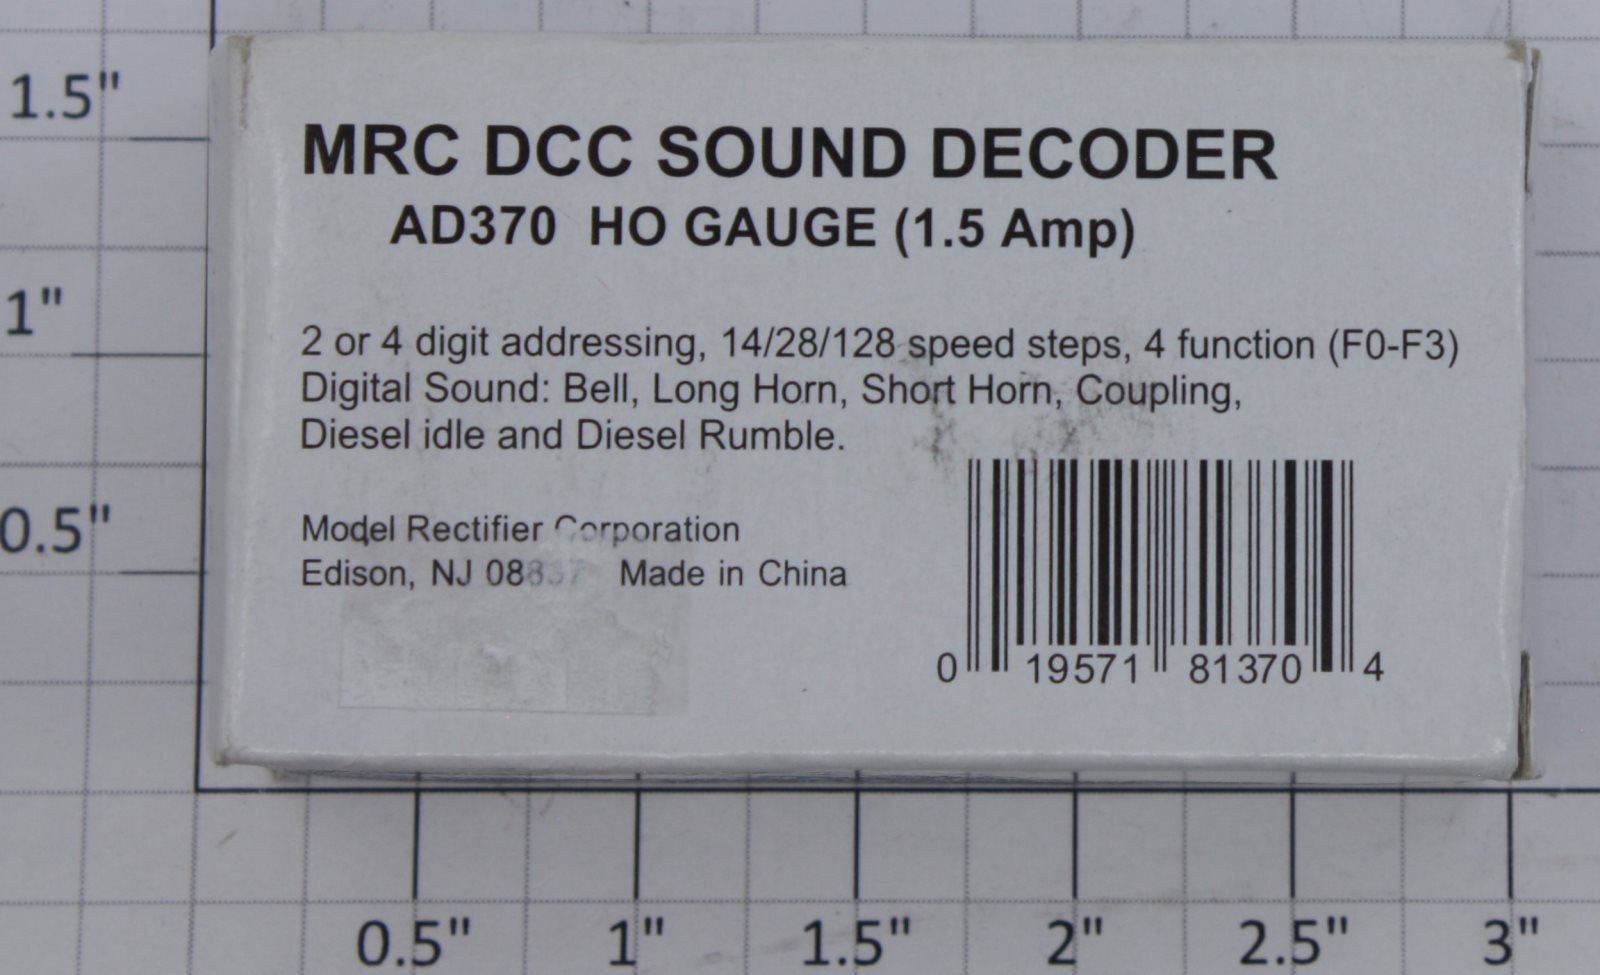 1.5"
1"
0.5"
MRC DCC SOUND DECODER
AD370 HO GAUGE (1.5 Amp)
2 or 4 digit addressing, 14/28/128 speed steps, 4 function (F0-F3)
Digital Sound: Bell, Long Horn, Short Horn, Coupling,
Diesel idle and Diesel Rumble.
Model Rectifier Corporation
Edison, NJ 08837 Made in China
0 19571 81370 4
0.5" 1" 1.5" 2" 2.5" 3"